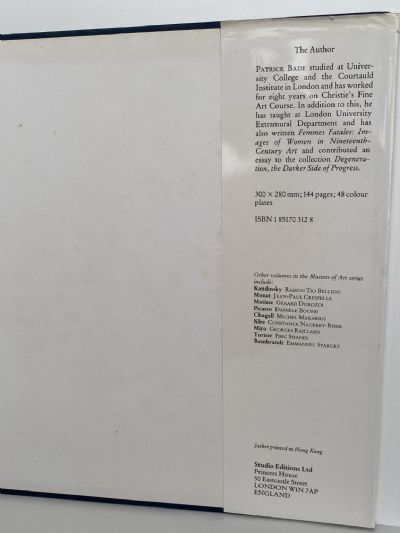 The Author
PATRICK BADE studied at Univer-
sity College and the Courtauld
Institute in London and has worked
for eight years on Christie's Fine
Art Course. In addition to this, he
has taught at London University
Extramural Department and has
also written Femmes Fatales: Im-
ages of Women in Nineteenth-
Century Art and contributed an
essay to the collection Degenera-
tion, the Darker Side of Progress.
300 × 280 mm; 144 pages; 48 colour
plates
ISBN 1 85170 312 8
Other volumes in the Masters of Art series
include:
Kandinsky RAMON TIO BELLIDO
Monet JEAN-PAUL CRESPELLE
Matisse GERARD DUROZOI
Picasso DANIELE BOONE
Chagall MICHEL MAKARIUS
Klee CONSTANCE NAUBERT-RISER
Miro GEORGES RAILLARD
Turner ERIC SHANES
Rembrandt EMMANUEL STARCKY
Jacket printed in Hong Kong
Studio Editions Ltd
Princess House
50 Eastcastle Street
LONDON W1N 7AP
ENGLAND